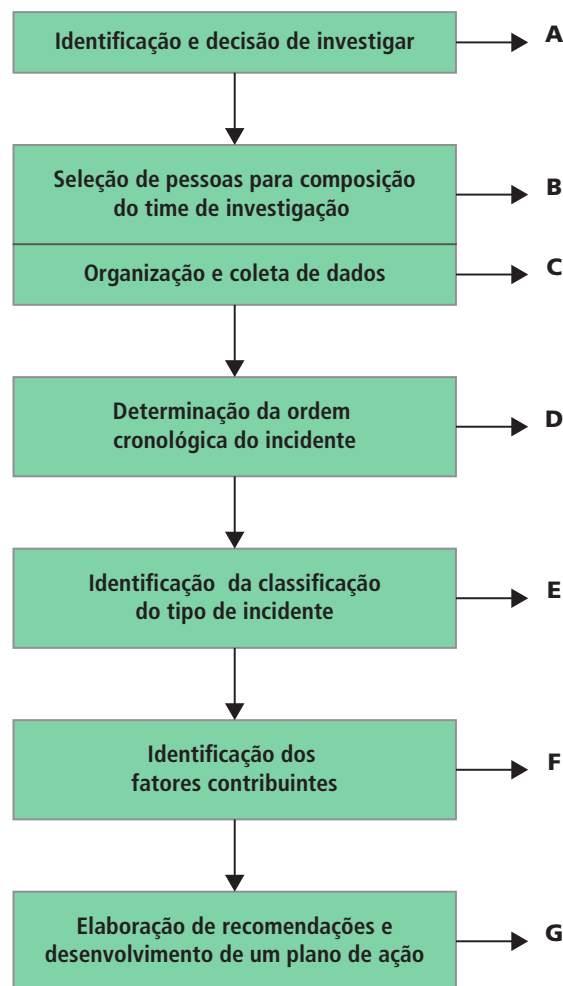 Identificação e decisão de investigar
A
Seleção de pessoas para composição
do time de investigação
B
Organização e coleta de dados
C
Determinação da ordem
cronológica do incidente
D
Identificação da classificação
do tipo de incidente
E
Identificação dos
fatores contribuintes
F
Elaboração de recomendações e
desenvolvimento de um plano de ação
G